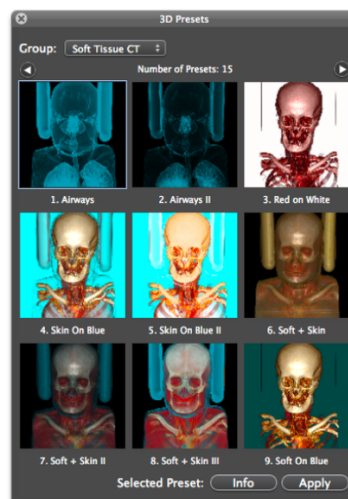 3D Presets
Group: Soft Tissue CT
Number of Presets: 15
1. Airways 2. Airways II 3. Red on White
4. Skin On Blue 5. Skin On Blue II 6. Soft + Skin
7. Soft + Skin II 8. Soft + Skin III 9. Soft On Blue
Selected Preset: Info Apply